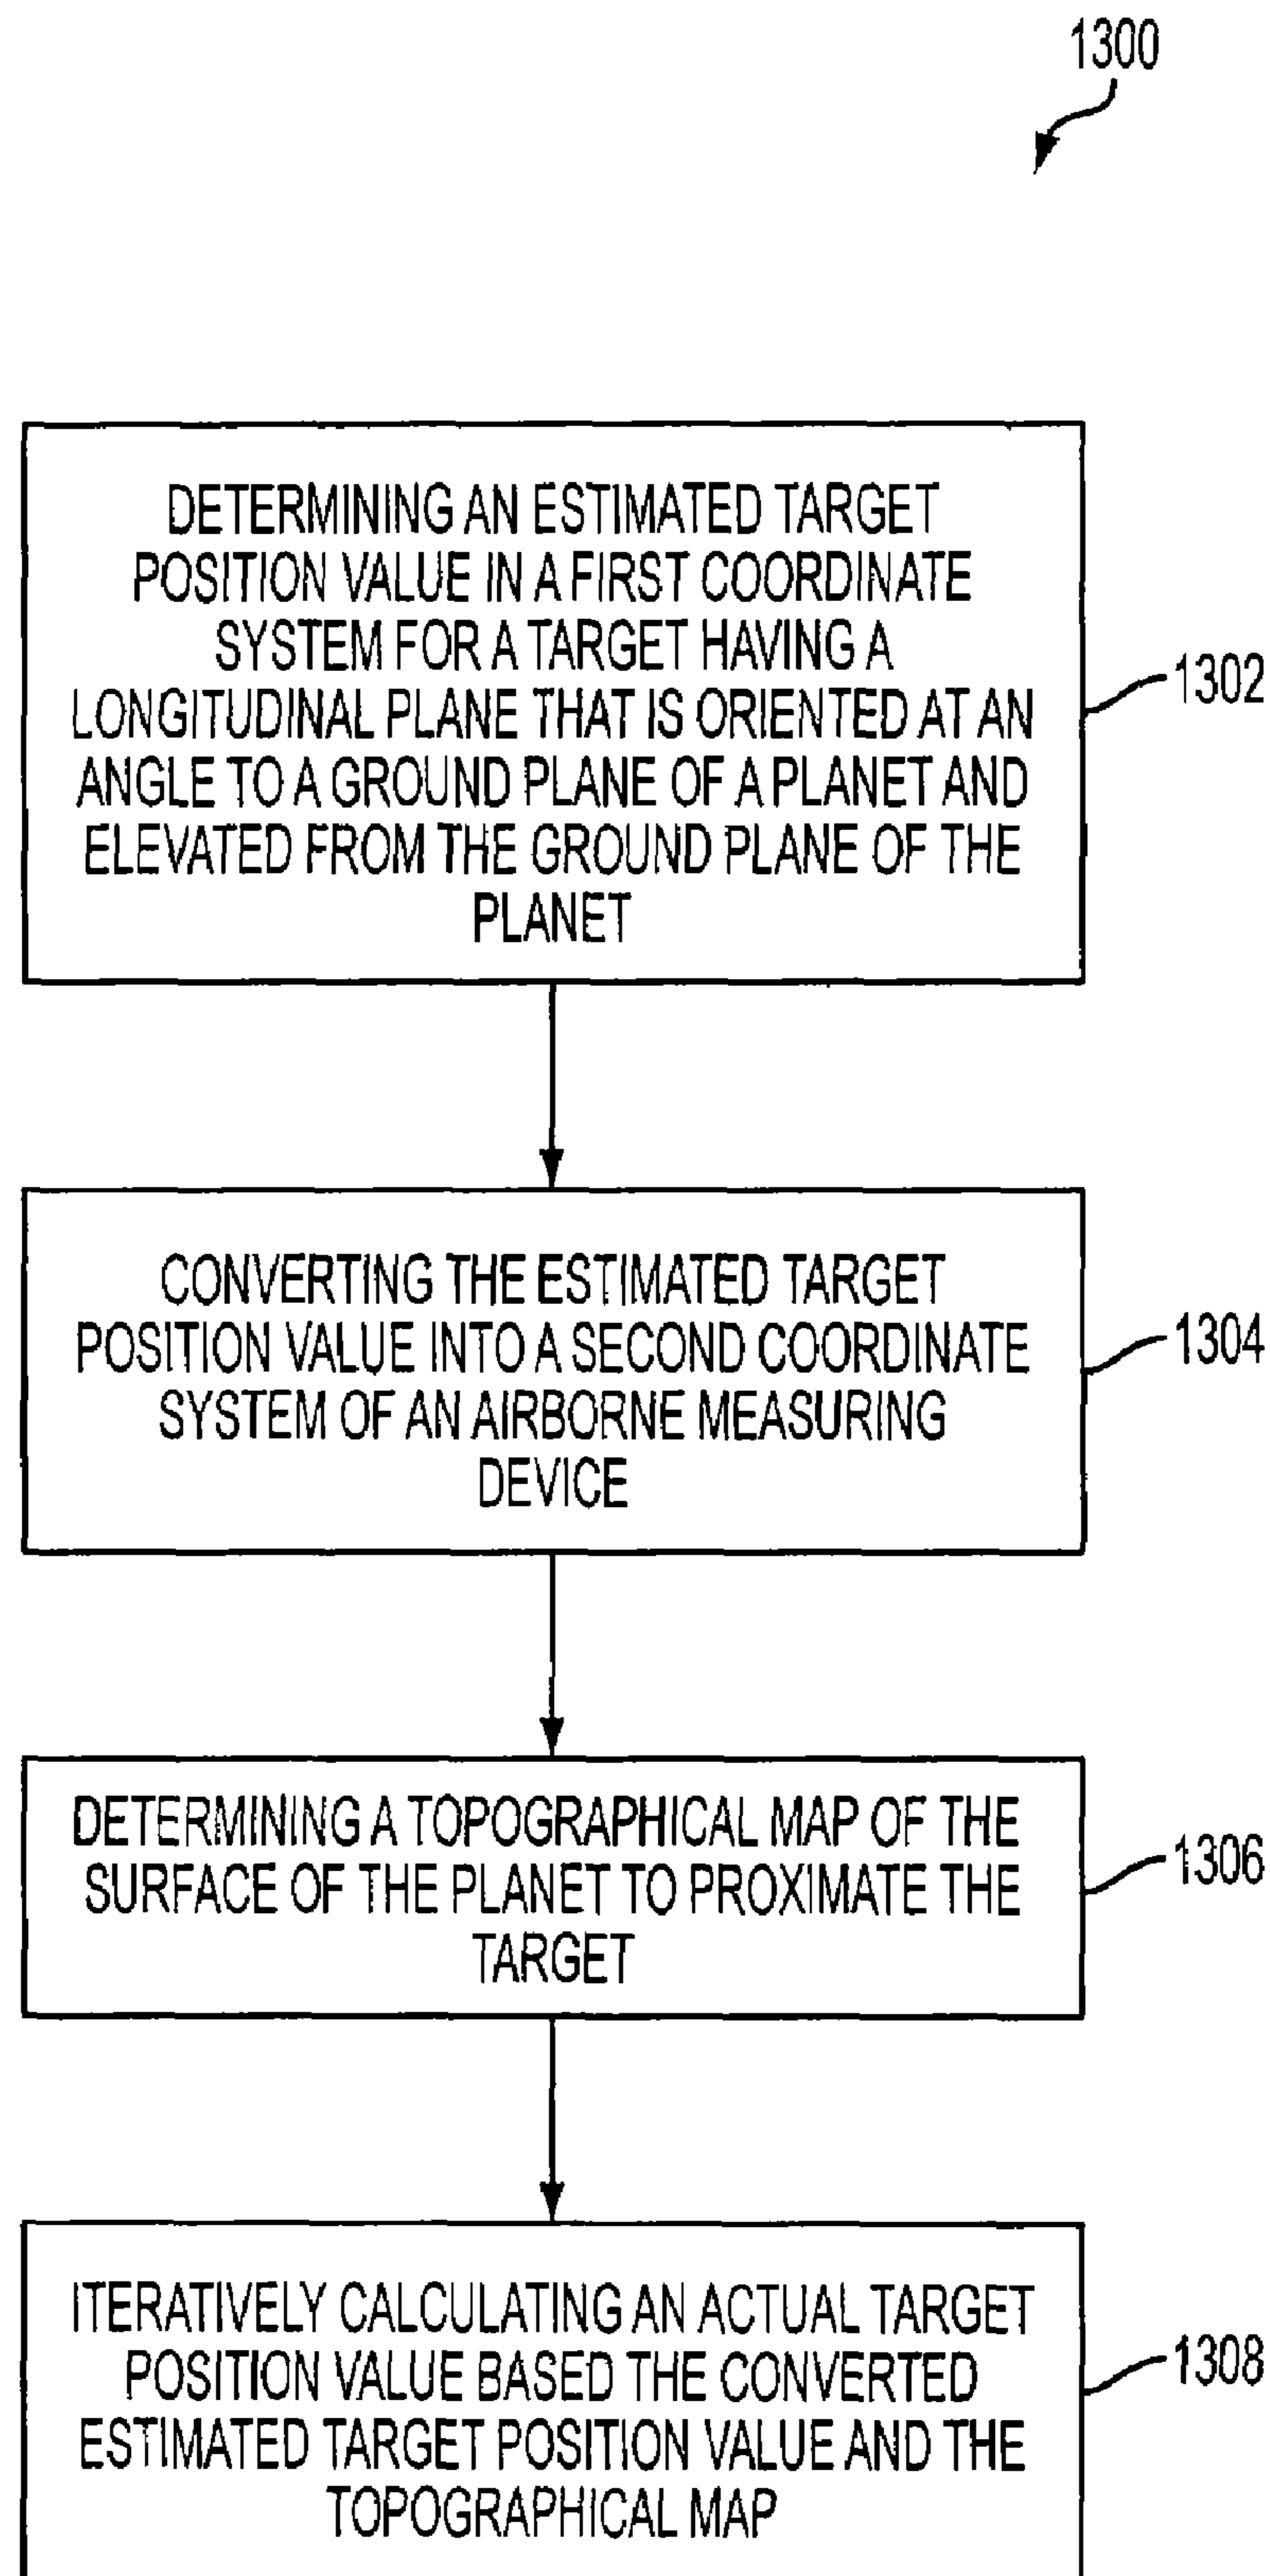 1300
DETERMINING AN ESTIMATED TARGET
POSITION VALUE IN A FIRST COORDINATE
SYSTEM FOR A TARGET HAVING A
LONGITUDINAL PLANE THAT IS ORIENTED AT AN
ANGLE TO A GROUND PLANE OF A PLANET AND
ELEVATED FROM THE GROUND PLANE OF THE
PLANET
1302
CONVERTING THE ESTIMATED TARGET
POSITION VALUE INTO A SECOND COORDINATE
SYSTEM OF AN AIRBORNE MEASURING
DEVICE
1304
DETERMINING A TOPOGRAPHICAL MAP OF THE
SURFACE OF THE PLANET TO PROXIMATE THE
TARGET
1306
ITERATIVELY CALCULATING AN ACTUAL TARGET
POSITION VALUE BASED THE CONVERTED
ESTIMATED TARGET POSITION VALUE AND THE
TOPOGRAPHICAL MAP
1308